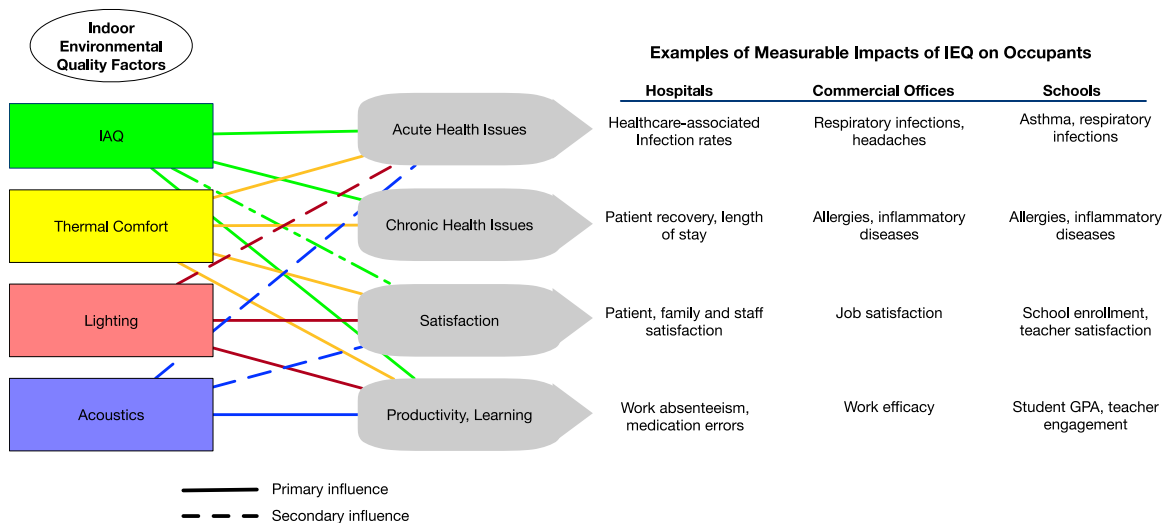 Indoor
Environmental
Quality Factors
Examples of Measurable Impacts of IEQ on Occupants
Hospitals
Commercial Offices
Schools
IAQ
Acute Health Issues
Healthcare-associated
Infection rates
Respiratory infections,
headaches
Asthma, respiratory
infections
Thermal Comfort
Chronic Health Issues
Patient recovery, length
of stay
Allergies, inflammatory
diseases
Allergies, inflammatory
diseases
Lighting
Satisfaction
Patient, family and staff
satisfaction
Job satisfaction
School enrollment,
teacher satisfaction
Acoustics
Productivity, Learning
Work absenteeism,
medication errors
Work efficacy
Student GPA, teacher
engagement
Primary influence
Secondary influence